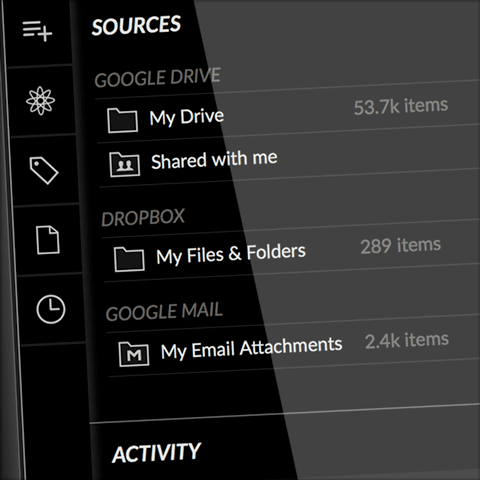 SOURCES
GOOGLE DRIVE
My Drive 53.7k items
Shared with me
DROPBOX
My Files & Folders 289 items
GOOGLE MAIL
M My Email Attachments 2.4k items
ACTIVITY